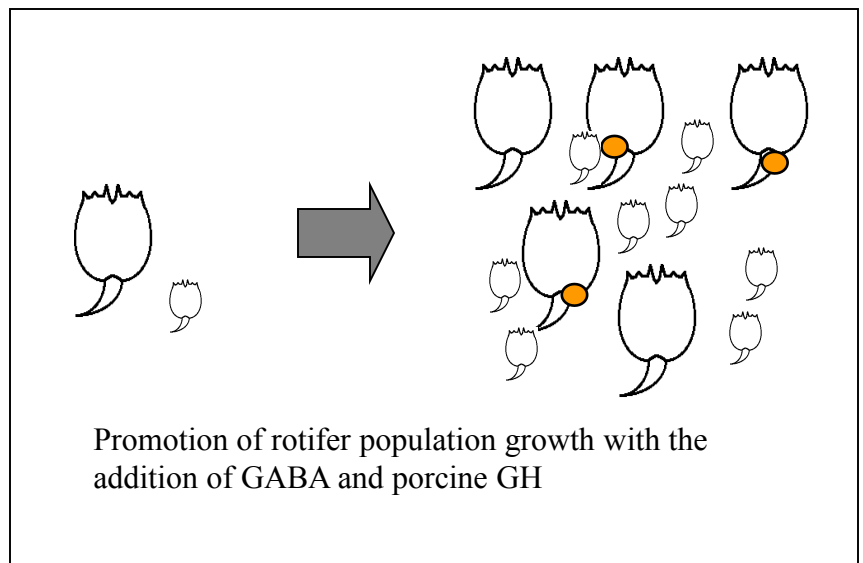 Promotion of rotifer population growth with the
addition of GABA and porcine GH